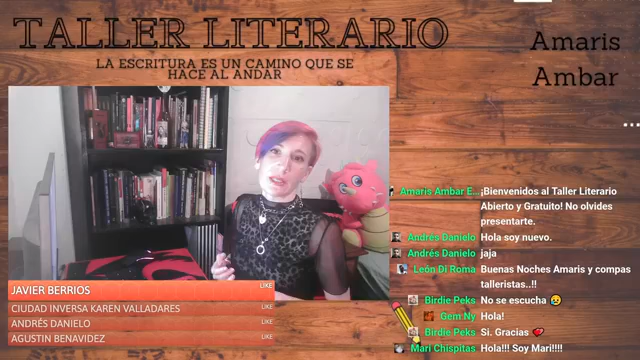 TALLER LITERARIO
LA ESCRITURA ES UN CAMINO QUE SE
HACE AL ANDAR
Amaris
Ambar
Amaris Ambar E... ¡Bienvenidos al Taller Literario
Abierto y Gratuito! No olvides
presentarte.
Andrés Danielo Hola soy nuevo.
Andrés Danielo jaja
León Di Roma Buenas Noches Amaris y compas
talleristas..!!
Birdie Peks No se escucha 😥
Gem Ny Hola!
Birdie Peks Si. Gracias 💋
Mari Chispitas Hola!!! Soy Mari!!!!
JAVIER BERRIOS LIKE
CIUDAD INVERSA KAREN VALLADARES LIKE
ANDRÉS DANIELO LIKE
AGUSTIN BENAVIDEZ LIKE